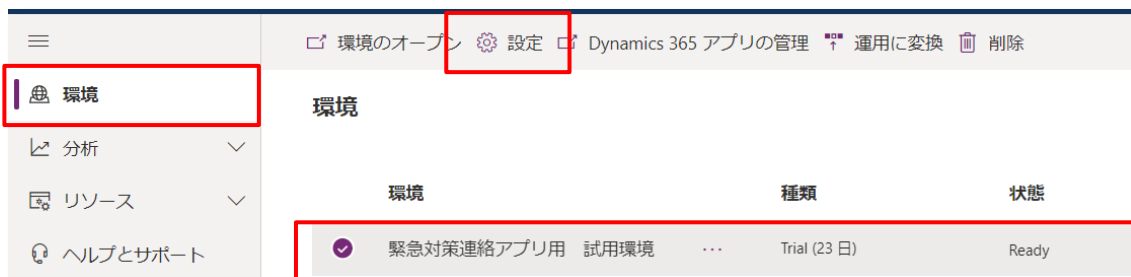 環境のオープン 設定 Dynamics 365 アプリの管理 運用に変換 削除
環境
分析
リソース
ヘルプとサポート
環境
環境 種類 状態
緊急対策連絡アプリ用 試用環境 ... Trial (23 日) Ready